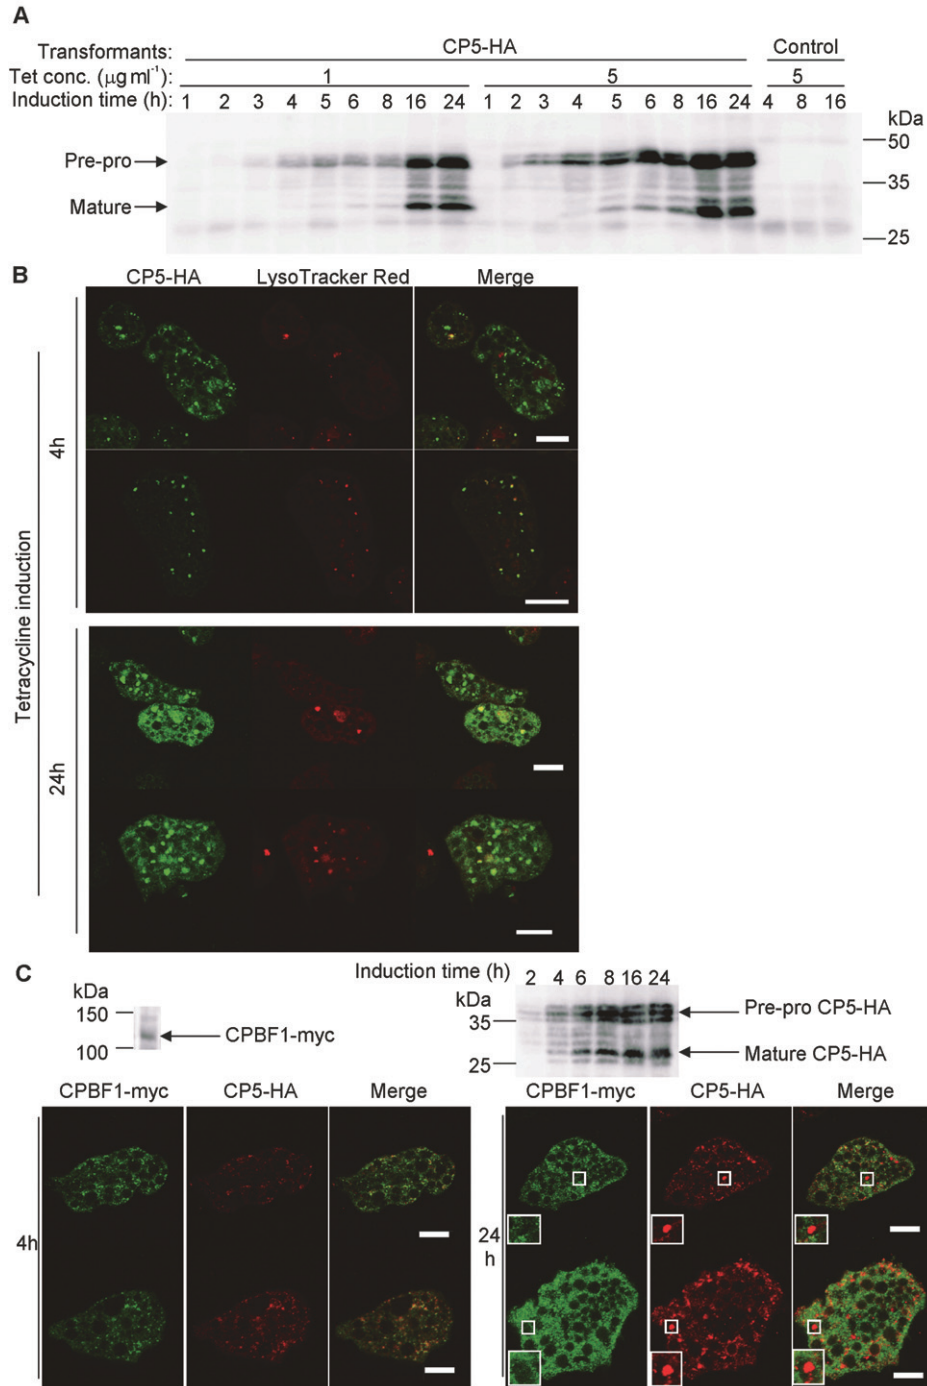 A
Transformants: CP5-HA Control
Tet conc. (µg ml⁻¹): 1 5 5
Induction time (h): 1 2 3 4 5 6 8 16 24 1 2 3 4 5 6 8 16 24 4 8 16
kDa
Pre-pro 50
35
Mature
25
B
CP5-HA LysoTracker Red Merge
Tetracycline induction
4h
24h
C
Induction time (h) 2 4 6 8 16 24
kDa
150
CPBF1-myc
100
kDa
35
Pre-pro CP5-HA
25
Mature CP5-HA
CPBF1-myc CP5-HA Merge CPBF1-myc CP5-HA Merge
4h
24
h